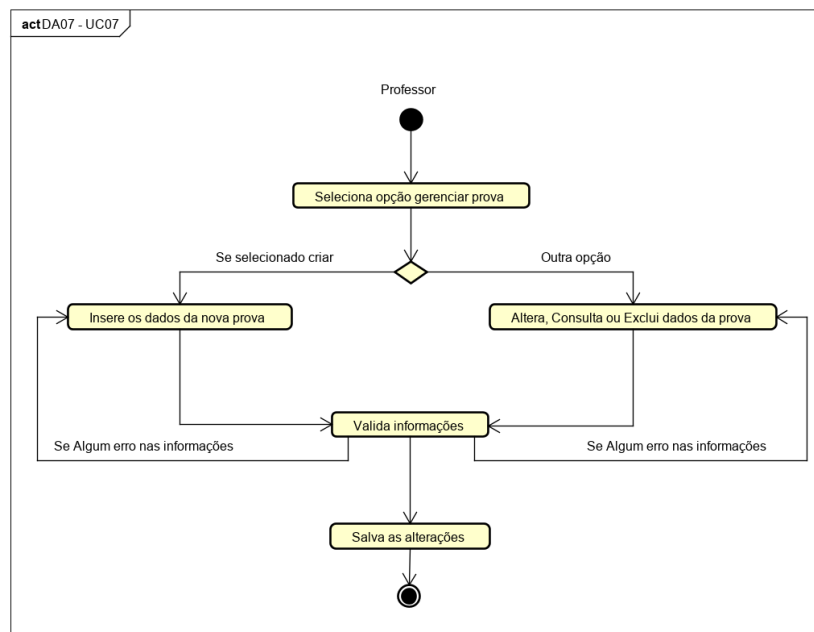 act DA07 - UC07
Professor
Seleciona opção gerenciar prova
Se selecionado criar
Outra opção
Insere os dados da nova prova
Altera, Consulta ou Exclui dados da prova
Valida informações
Se Algum erro nas informações
Se Algum erro nas informações
Salva as alterações